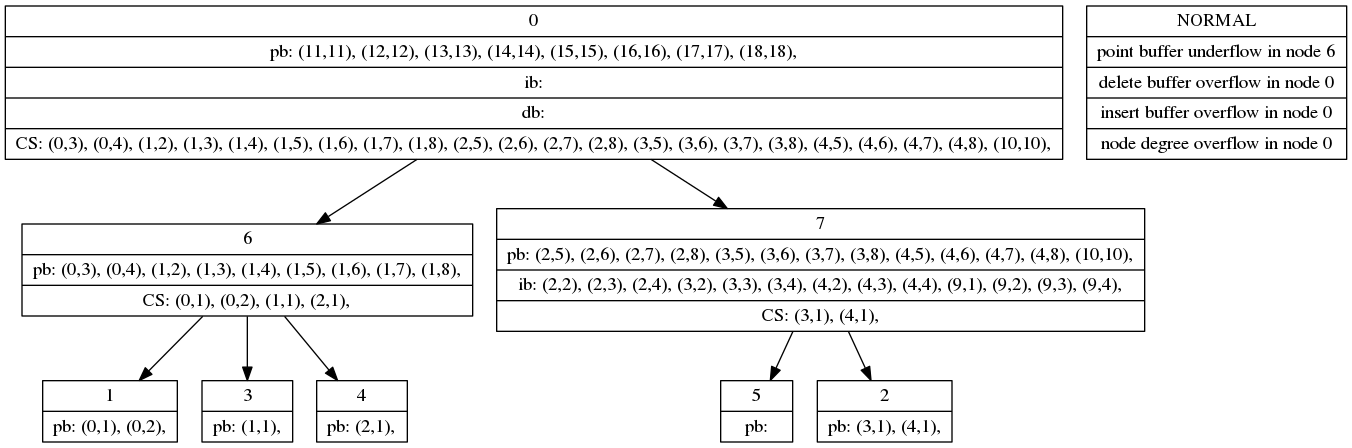 0
pb: (11,11), (12,12), (13,13), (14,14), (15,15), (16,16), (17,17), (18,18),
ib:
db:
CS: (0,3), (0,4), (1,2), (1,3), (1,4), (1,5), (1,6), (1,7), (1,8), (2,5), (2,6), (2,7), (2,8), (3,5), (3,6), (3,7), (3,8), (4,5), (4,6), (4,7), (4,8), (10,10),
NORMAL
point buffer underflow in node 6
delete buffer overflow in node 0
insert buffer overflow in node 0
node degree overflow in node 0
6
pb: (0,3), (0,4), (1,2), (1,3), (1,4), (1,5), (1,6), (1,7), (1,8),
CS: (0,1), (0,2), (1,1), (2,1),
7
pb: (2,5), (2,6), (2,7), (2,8), (3,5), (3,6), (3,7), (3,8), (4,5), (4,6), (4,7), (4,8), (10,10),
ib: (2,2), (2,3), (2,4), (3,2), (3,3), (3,4), (4,2), (4,3), (4,4), (9,1), (9,2), (9,3), (9,4),
CS: (3,1), (4,1),
1
pb: (0,1), (0,2),
3
pb: (1,1),
4
pb: (2,1),
5
pb:
2
pb: (3,1), (4,1),